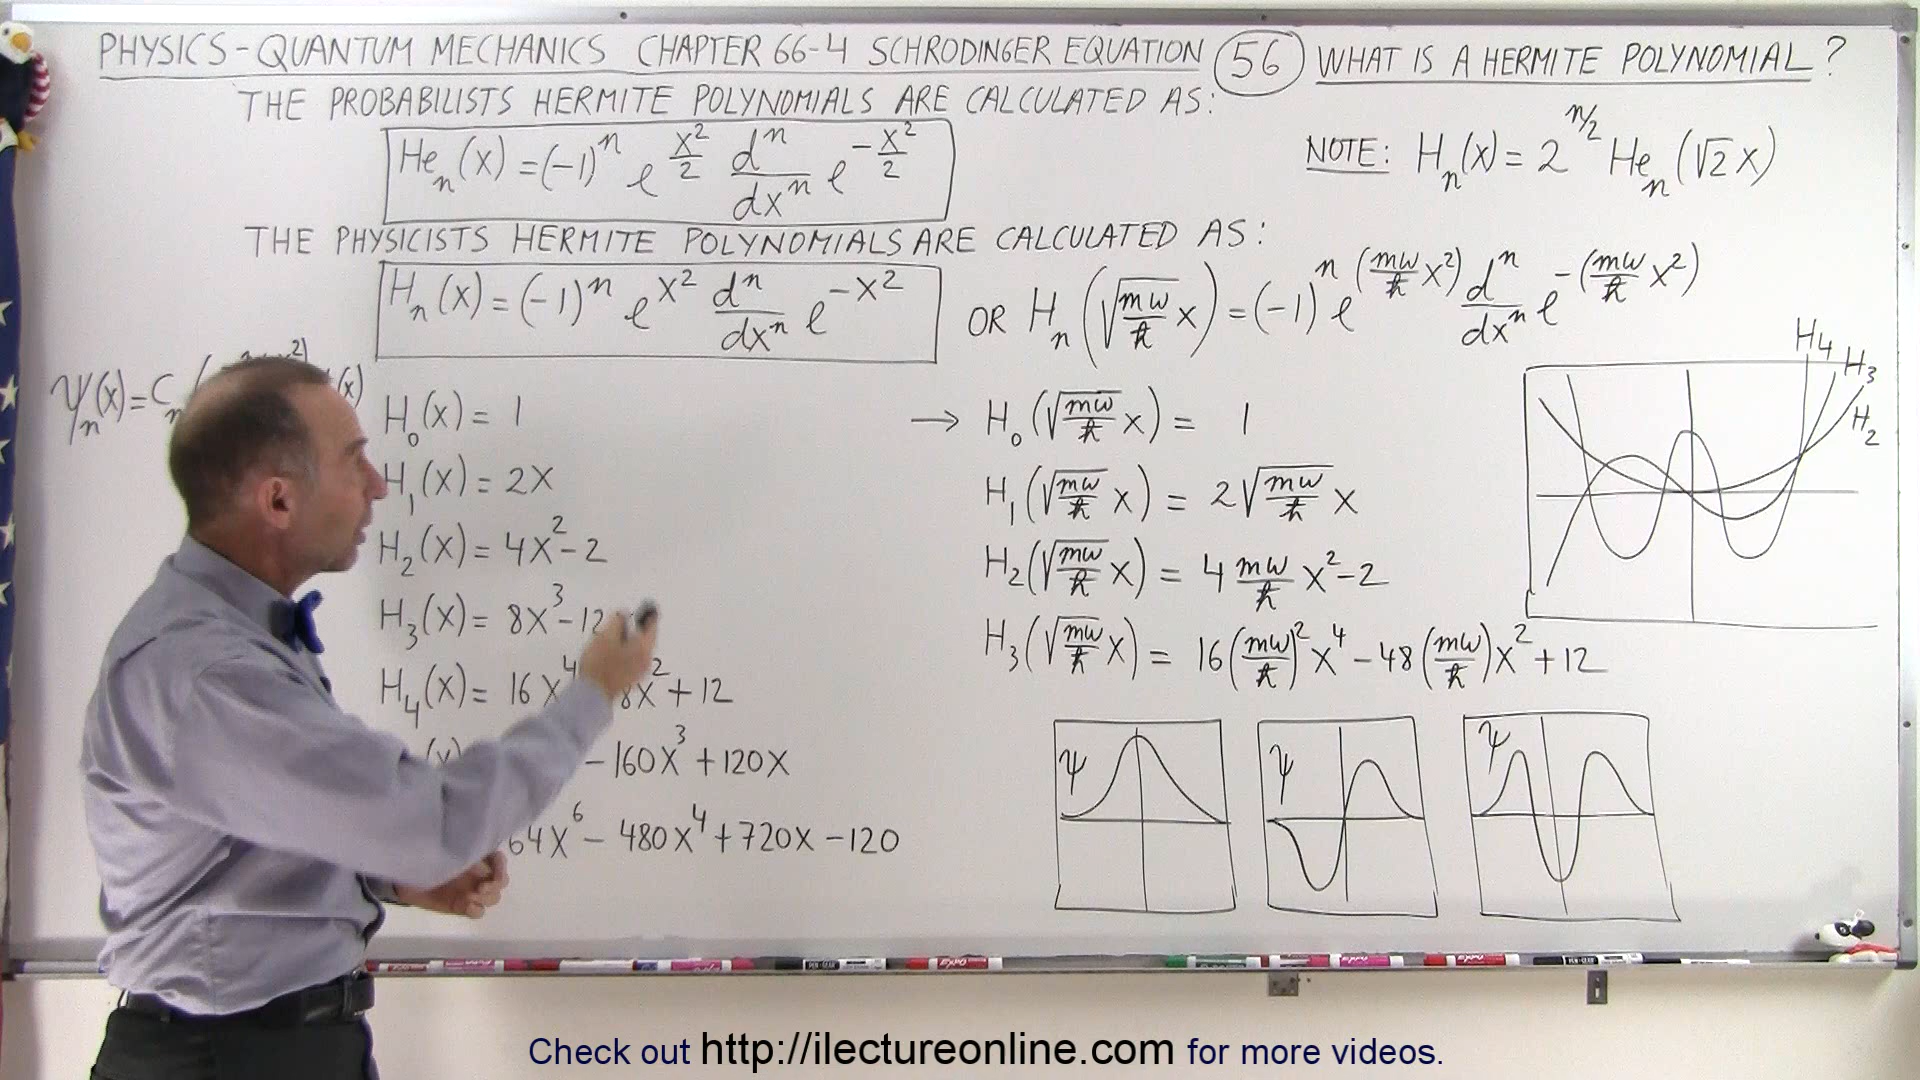 PHYSICS - QUANTUM MECHANICS CHAPTER 66-4 SCHRODINGER EQUATION 56 WHAT IS A HERMITE POLYNOMIAL?
THE PROBABILISTS HERMITE POLYNOMIALS ARE CALCULATED AS:
Heₙ(x) = (-1)ⁿ e^(x²/2) dⁿ/dxⁿ e^(-x²/2)
NOTE: Hₙ(x) = 2^(n/2) Heₙ(√2 x)
THE PHYSICISTS HERMITE POLYNOMIALS ARE CALCULATED AS:
Hₙ(x) = (-1)ⁿ e^(x²) dⁿ/dxⁿ e^(-x²)
OR Hₙ(√(mω/ħ) x) = (-1)ⁿ e^((mω/ħ) x²) dⁿ/dxⁿ e^(-(mω/ħ) x²)
ψₙ(x) = Cₙ (x)
H₀(x) = 1
H₁(x) = 2x
H₂(x) = 4x² - 2
H₃(x) = 8x³ - 12
H₄(x) = 16x⁴ 8x² + 12
(x) - 160x³ + 120x
64x⁶ - 480x⁴ + 720x - 120
→ H₀(√(mω/ħ) x) = 1
H₁(√(mω/ħ) x) = 2√(mω/ħ) x
H₂(√(mω/ħ) x) = 4 mω/ħ x² - 2
H₃(√(mω/ħ) x) = 16(mω/ħ)² x⁴ - 48(mω/ħ)x² + 12
H₄
H₃
H₂
ψ
ψ
ψ
Check out http://ilectureonline.com for more videos.